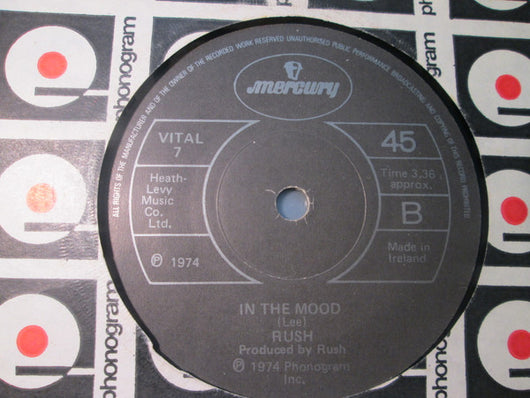 phonogram
phonogram
phonogram
phonogram
phonogram
ALL RIGHTS OF THE MANUFACTURER AND OF THE OWNER OF THE RECORDED WORK RESERVED UNAUTHORISED PUBLIC PERFORMANCE BROADCASTING AND COPYING OF THIS RECORD PROHIBITED
mercury
VITAL
7
45
Heath-
Levy
Music
Co.
Ltd.
Time 3.36
approx.
B
℗ 1974
Made in
Ireland
IN THE MOOD
(Lee)
RUSH
Produced by Rush
℗ 1974 Phonogram
Inc.